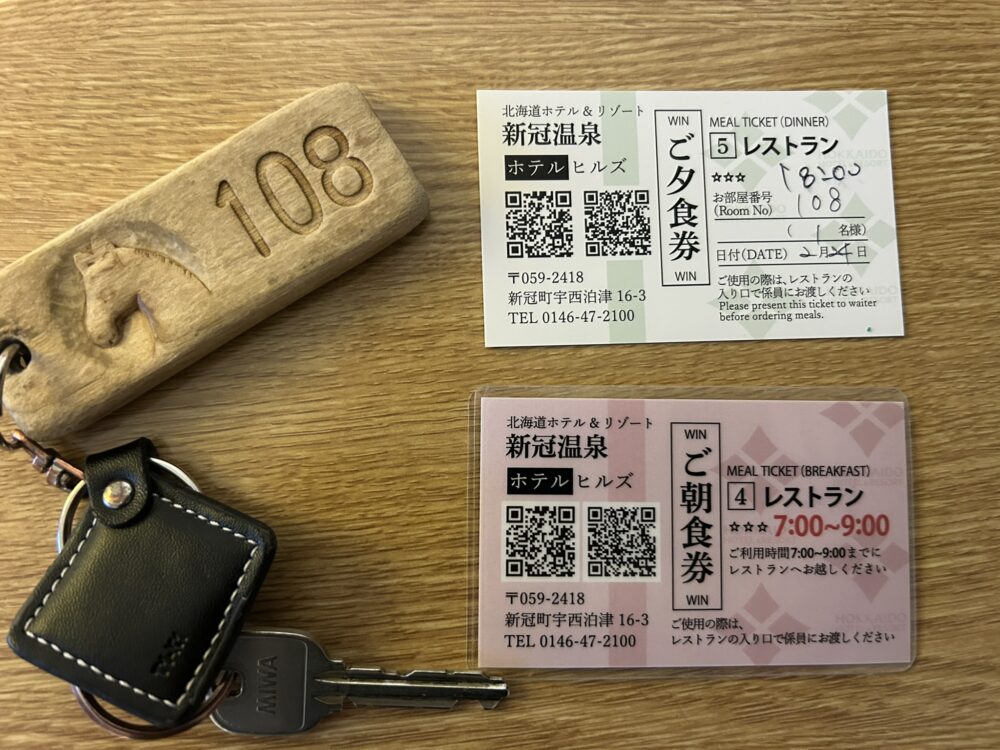 108
北海道ホテル&リゾート
新冠温泉
ホテルヒルズ
〒059-2418
新冠町字西泊津 16-3
TEL 0146-47-2100
WIN
ご夕食券
WIN
MEAL TICKET (DINNER)
5 レストラン
☆☆☆ 18:00
お部屋番号
(Room No) 108
( 1 名様)
日付(DATE) 2月24日
ご使用の際は、レストランの
入り口で係員にお渡しください
Please present this ticket to waiter
before ordering meals.
北海道ホテル&リゾート
新冠温泉
ホテルヒルズ
〒059-2418
新冠町字西泊津 16-3
TEL 0146-47-2100
WIN
ご朝食券
WIN
MEAL TICKET (BREAKFAST)
4 レストラン
☆☆☆ 7:00~9:00
ご利用時間7:00~9:00までに
レストランへお越しください
ご使用の際は、
レストランの入り口で係員にお渡しください
MIWA